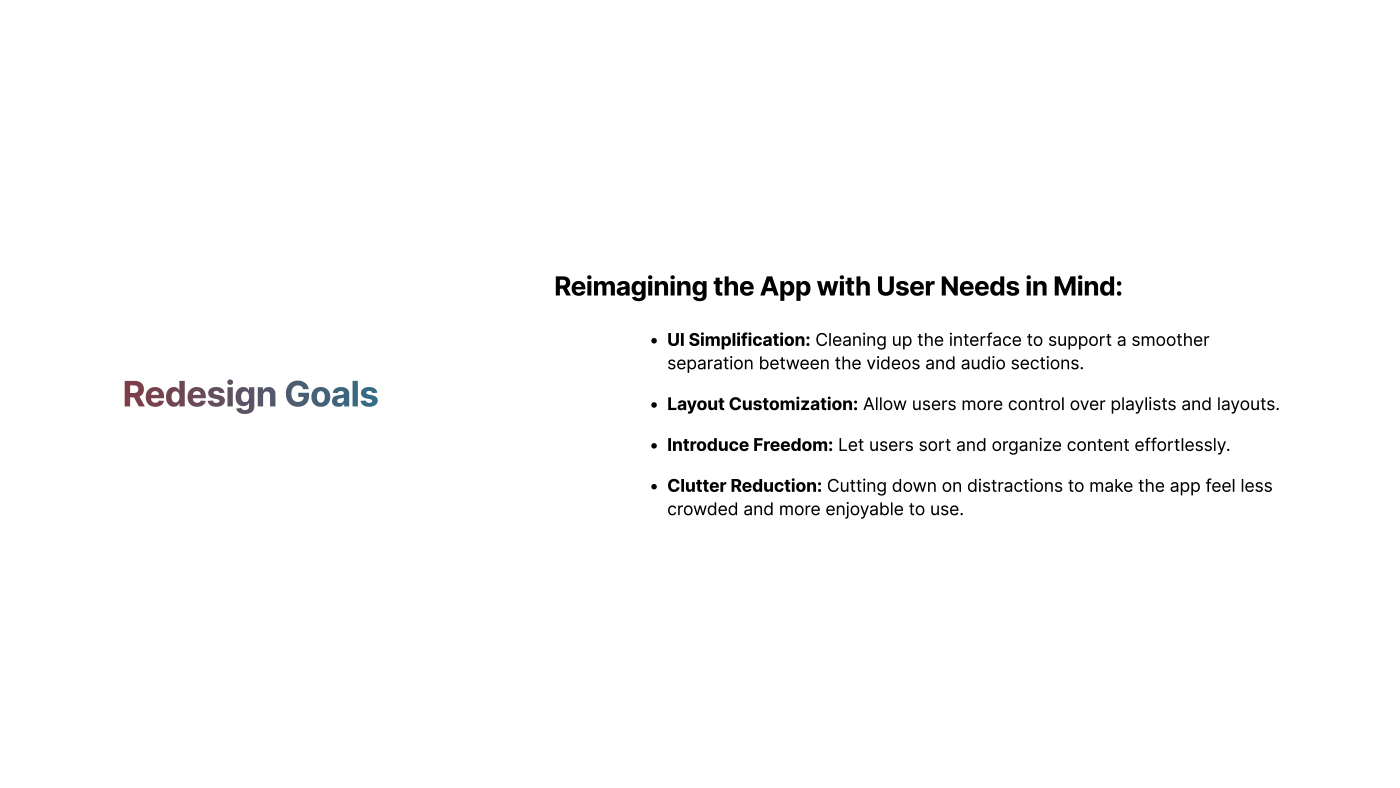 Redesign Goals
Reimagining the App with User Needs in Mind:
• UI Simplification: Cleaning up the interface to support a smoother
separation between the videos and audio sections.
• Layout Customization: Allow users more control over playlists and layouts.
• Introduce Freedom: Let users sort and organize content effortlessly.
• Clutter Reduction: Cutting down on distractions to make the app feel less
crowded and more enjoyable to use.